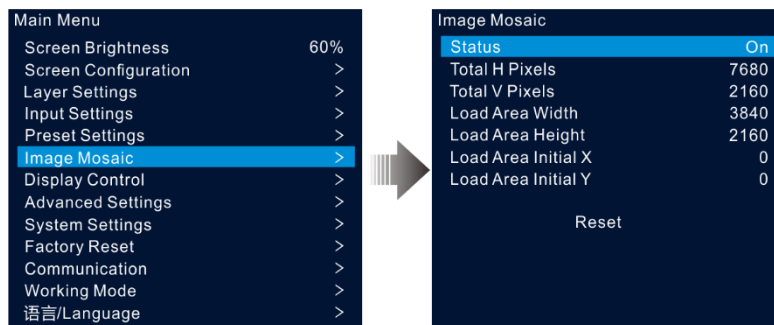 Main Menu
Screen Brightness 60%
Screen Configuration >
Layer Settings >
Input Settings >
Preset Settings >
Image Mosaic >
Display Control >
Advanced Settings >
System Settings >
Factory Reset >
Communication >
Working Mode >
语言/Language >
Image Mosaic
Status On
Total H Pixels 7680
Total V Pixels 2160
Load Area Width 3840
Load Area Height 2160
Load Area Initial X 0
Load Area Initial Y 0
Reset